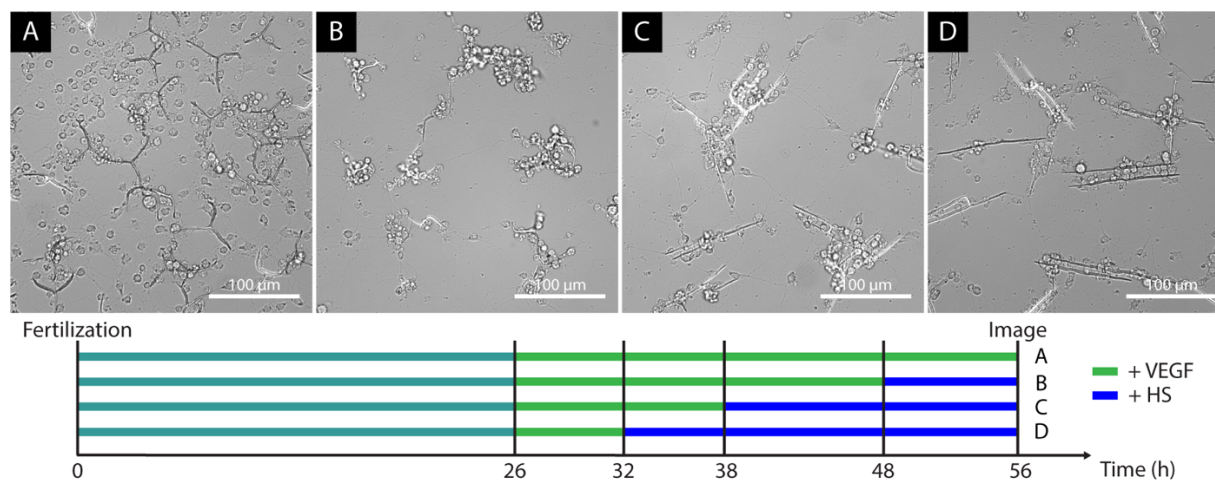 A B C D
100 µm 100 µm 100 µm 100 µm
Fertilization Image
A
B
C
D
+ VEGF
+ HS
0 26 32 38 48 56 Time (h)